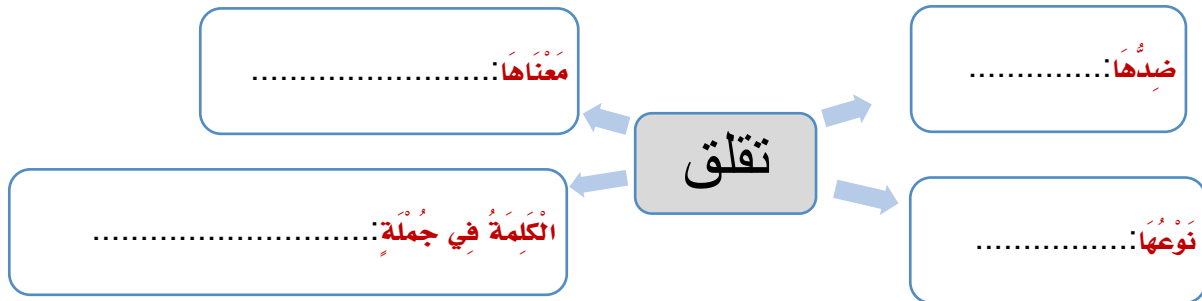 ضِدُّهَا:..............
مَعْنَاهَا:.........................
تقلق
نَوْعُهَا:................
الْكَلِمَةُ فِي جُمْلَةٍ:.............................